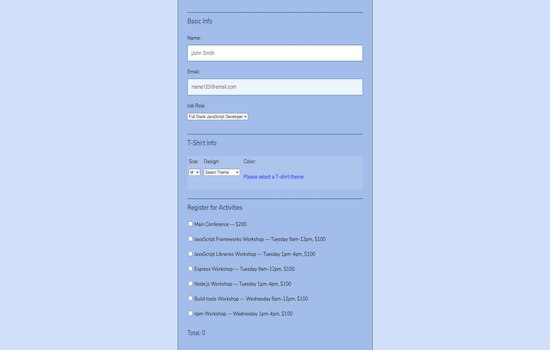 Basic Info
Name:
John Smith
Email:
name123@email.com
Job Role
Full Stack JavaScript Developer
T-Shirt Info
Size: Design: Color:
M Select Theme Please select a T-shirt theme
Register for Activities
Main Conference — $200
JavaScript Frameworks Workshop — Tuesday 9am-12pm, $100
JavaScript Libraries Workshop — Tuesday 1pm-4pm, $100
Express Workshop — Tuesday 9am-12pm, $100
Node.js Workshop — Tuesday 1pm-4pm, $100
Build tools Workshop — Wednesday 9am-12pm, $100
npm Workshop — Wednesday 1pm-4pm, $100
Total: 0